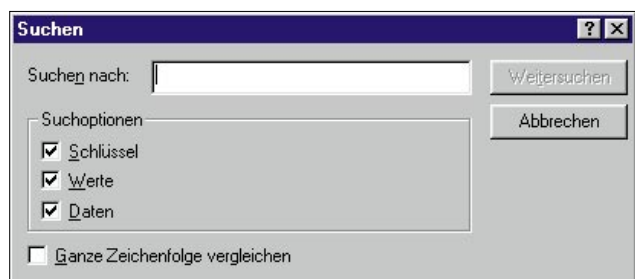 Suchen
Suchen nach:
Weitersuchen
Suchoptionen
Abbrechen
Schlüssel
Werte
Daten
Ganze Zeichenfolge vergleichen